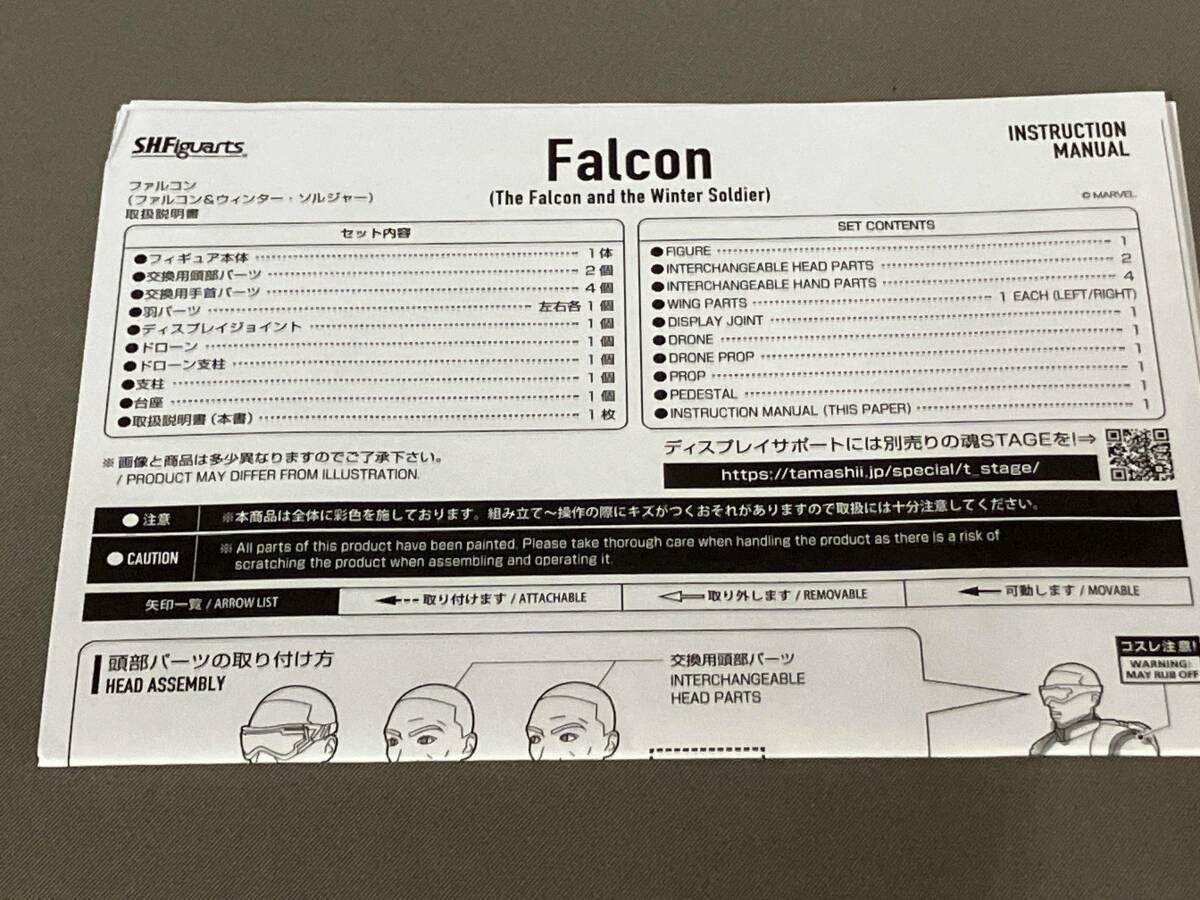 S.H.Figuarts
Falcon
(The Falcon and the Winter Soldier)
INSTRUCTION
MANUAL
© MARVEL
ファルコン
(ファルコン&ウィンター・ソルジャー)
取扱説明書
セット内容
●フィギュア本体 1体
●交換用頭部パーツ 2個
●交換用手首パーツ 4個
●羽パーツ 左右各1個
●ディスプレイジョイント 1個
●ドローン 1個
●ドローン支柱 1個
●支柱 1個
●台座 1個
●取扱説明書(本書) 1枚
SET CONTENTS
●FIGURE 1
●INTERCHANGEABLE HEAD PARTS 2
●INTERCHANGEABLE HAND PARTS 4
●WING PARTS 1 EACH (LEFT/RIGHT)
●DISPLAY JOINT 1
●DRONE 1
●DRONE PROP 1
●PROP 1
●PEDESTAL 1
●INSTRUCTION MANUAL (THIS PAPER) 1
※画像と商品は多少異なりますのでご了承下さい。
/ PRODUCT MAY DIFFER FROM ILLUSTRATION.
ディスプレイサポートには別売りの魂STAGEを!⇒
https://tamashii.jp/special/t_stage/
●注意 ※本商品は全体に彩色を施しております。組み立て〜操作の際にキズがつくおそれがありますので取扱には十分注意してください。
●CAUTION ※ All parts of this product have been painted. Please take thorough care when handling the product as there is a risk of
scratching the product when assembling and operating it.
矢印一覧 / ARROW LIST
取り付けます / ATTACHABLE
取り外します / REMOVABLE
可動します / MOVABLE
頭部パーツの取り付け方
HEAD ASSEMBLY
交換用頭部パーツ
INTERCHANGEABLE
HEAD PARTS
コスレ注意!
WARNING:
MAY RUB OFF